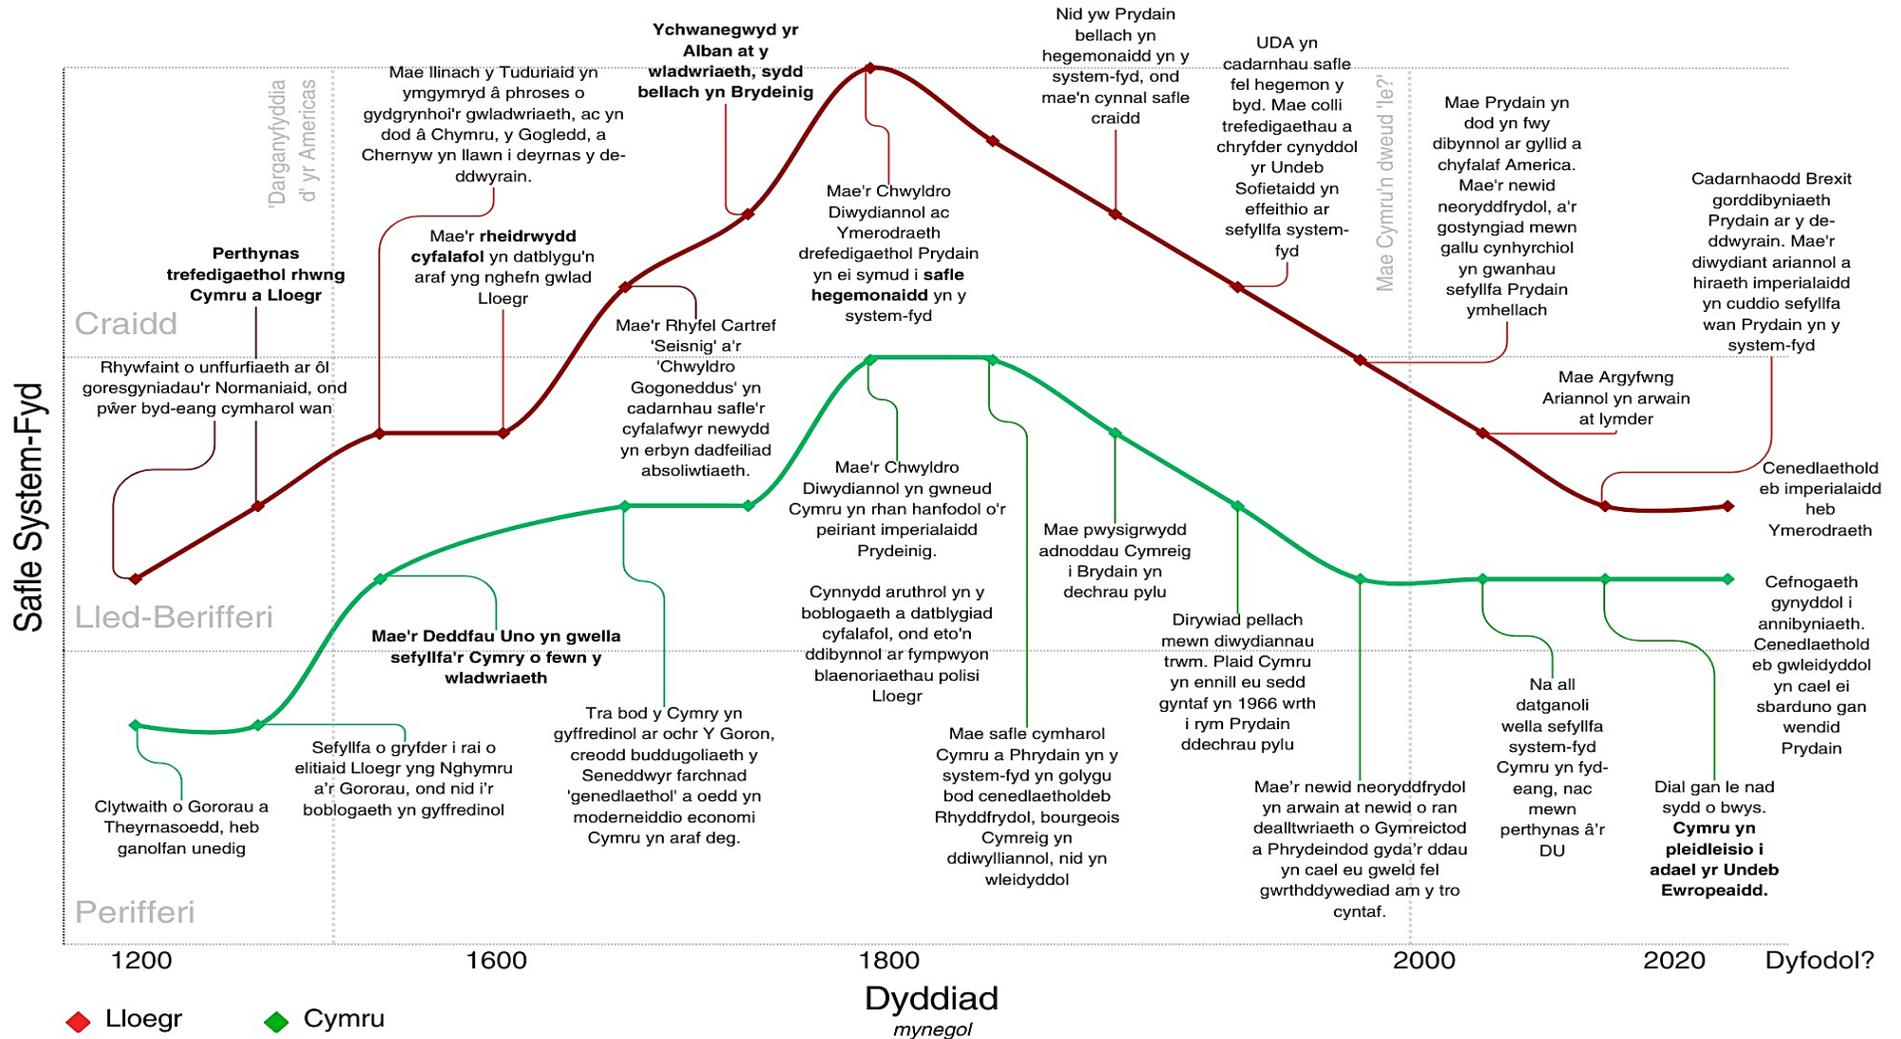 Ychwanegwyd yr
Alban at y
wladwriaeth, sydd
bellach yn Brydeinig
Nid yw Prydain
bellach yn
hegemonaidd yn y
system-fyd, ond
mae'n cynnal safle
craidd
UDA yn
cadarnhau safle
fel hegemon y
byd. Mae colli
trefedigaethau a
chryfder cynyddol
yr Undeb
Sofietaidd yn
effeithio ar
sefyllfa system-
fyd
Mae llinach y Tuduriaid yn
ymgymryd â phroses o
gydgrynhoi'r gwladwriaeth, ac yn
dod â Chymru, y Gogledd, a
Chernyw yn llawn i deyrnas y de-
ddwyrain.
'Darganyfyddia
d' yr Americas
Mae Cymru'n dweud 'Ie?'
Mae Prydain yn
dod yn fwy
dibynnol ar gyllid a
chyfalaf America.
Mae'r newid
neoryddfrydol, a'r
gostyngiad mewn
gallu cynhyrchiol
yn gwanhau
sefyllfa Prydain
ymhellach
Cadarnhaodd Brexit
gorddibyniaeth
Prydain ar y de-
ddwyrain. Mae'r
diwydiant ariannol a
hiraeth imperialaidd
yn cuddio sefyllfa
wan Prydain yn y
system-fyd
Perthynas
trefedigaethol rhwng
Cymru a Lloegr
Mae'r rheidrwydd
cyfalafol yn datblygu'n
araf yng nghefn gwlad
Lloegr
Mae'r Chwyldro
Diwydiannol ac
Ymerodraeth
drefedigaethol Prydain
yn ei symud i safle
hegemonaidd yn y
system-fyd
Craidd
Rhywfaint o unffurfiaeth ar ôl
goresgyniadau'r Normaniaid, ond
pŵer byd-eang cymharol wan
Mae'r Rhyfel Cartref
'Seisnig' a'r
'Chwyldro
Gogoneddus' yn
cadarnhau safle'r
cyfalafwyr newydd
yn erbyn dadfeiliad
absoliwtiaeth.
Mae Argyfwng
Ariannol yn arwain
at lymder
Cenedlaethold
eb imperialaidd
heb
Ymerodraeth
Safle System-Fyd
Mae'r Chwyldro
Diwydiannol yn gwneud
Cymru yn rhan hanfodol o'r
peiriant imperialaidd
Prydeinig.
Cynnydd aruthrol yn y
boblogaeth a datblygiad
cyfalafol, ond eto'n
ddibynnol ar fympwyon
blaenoriaethau polisi
Lloegr
Mae pwysigrwydd
adnoddau Cymreig
i Brydain yn
dechrau pylu
Lled-Berifferi
Mae'r Deddfau Uno yn gwella
sefyllfa'r Cymry o fewn y
wladwriaeth
Dirywiad pellach
mewn diwydiannau
trwm. Plaid Cymru
yn ennill eu sedd
gyntaf yn 1966 wrth
i rym Prydain
ddechrau pylu
Cefnogaeth
gynyddol i
annibyniaeth.
Cenedlaethold
eb gwleidyddol
yn cael ei
sbarduno gan
wendid
Prydain
Na all
datganoli
wella sefyllfa
system-fyd
Cymru yn fyd-
eang, nac
mewn
perthynas â'r
DU
Sefyllfa o gryfder i rai o
elitiaid Lloegr yng Nghymru
a'r Gororau, ond nid i'r
boblogaeth yn gyffredinol
Tra bod y Cymry yn
gyffredinol ar ochr Y Goron,
creodd buddugoliaeth y
Seneddwyr farchnad
'genedlaethol' a oedd yn
moderneiddio economi
Cymru yn araf deg.
Mae safle cymharol
Cymru a Phrydain yn y
system-fyd yn golygu
bod cenedlaetholdeb
Rhyddfrydol, bourgeois
Cymreig yn
ddiwylliannol, nid yn
wleidyddol
Clytwaith o Gororau a
Theyrnasoedd, heb
ganolfan unedig
Mae'r newid neoryddfrydol
yn arwain at newid o ran
dealltwriaeth o Gymreictod
a Phrydeindod gyda'r ddau
yn cael eu gweld fel
gwrthddywediad am y tro
cyntaf.
Dial gan le nad
sydd o bwys.
Cymru yn
pleidleisio i
adael yr Undeb
Ewropeaidd.
Perifferi
1200 1600 1800 2000 2020 Dyfodol?
Dyddiad
mynegol
Lloegr Cymru